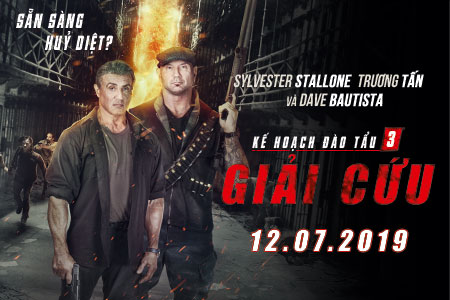 SẴN SÀNG
HUỶ DIỆT?
SYLVESTER STALLONE TRƯƠNG TẤN
VÀ DAVE BAUTISTA
KẾ HOẠCH ĐÀO TẨU 3
GIẢI CỨU
12.07.2019